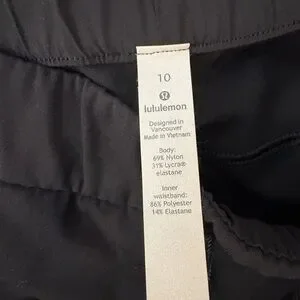 10
lululemon
Designed in
Vancouver
Made in Vietnam
Body:
69% Nylon
31% Lycra®
elastane
Inner
waistband:
86% Polyester
14% Elastane